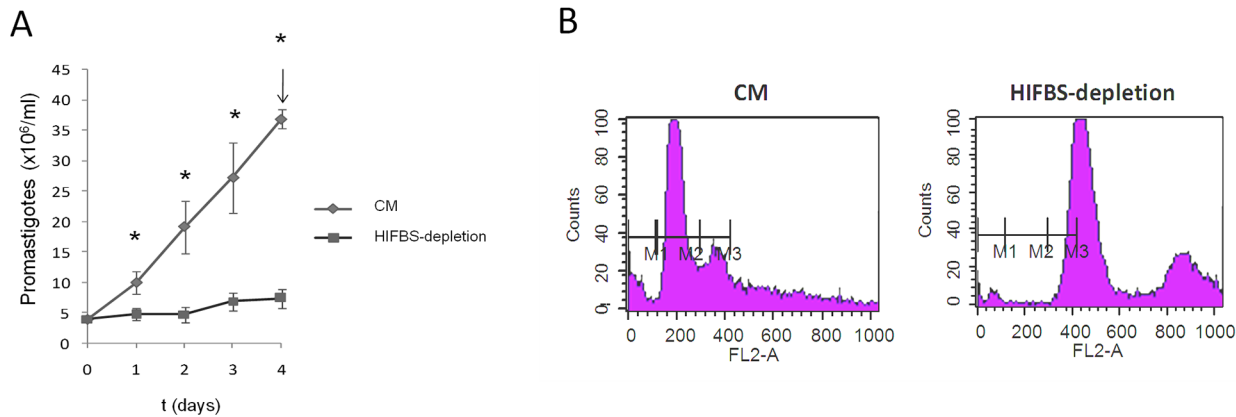 A
*
*
*
*
*
45
40
35
30
25
20
15
10
5
0
Promastigotes (x10⁶/ml)
0 1 2 3 4
t (days)
CM
HIFBS-depletion
B
CM
100
80
60
40
20
0
Counts
M1 M2 M3
0 200 400 600 800 1000
FL2-A
HIFBS-depletion
100
80
60
40
20
0
Counts
M1 M2 M3
0 200 400 600 800 1000
FL2-A